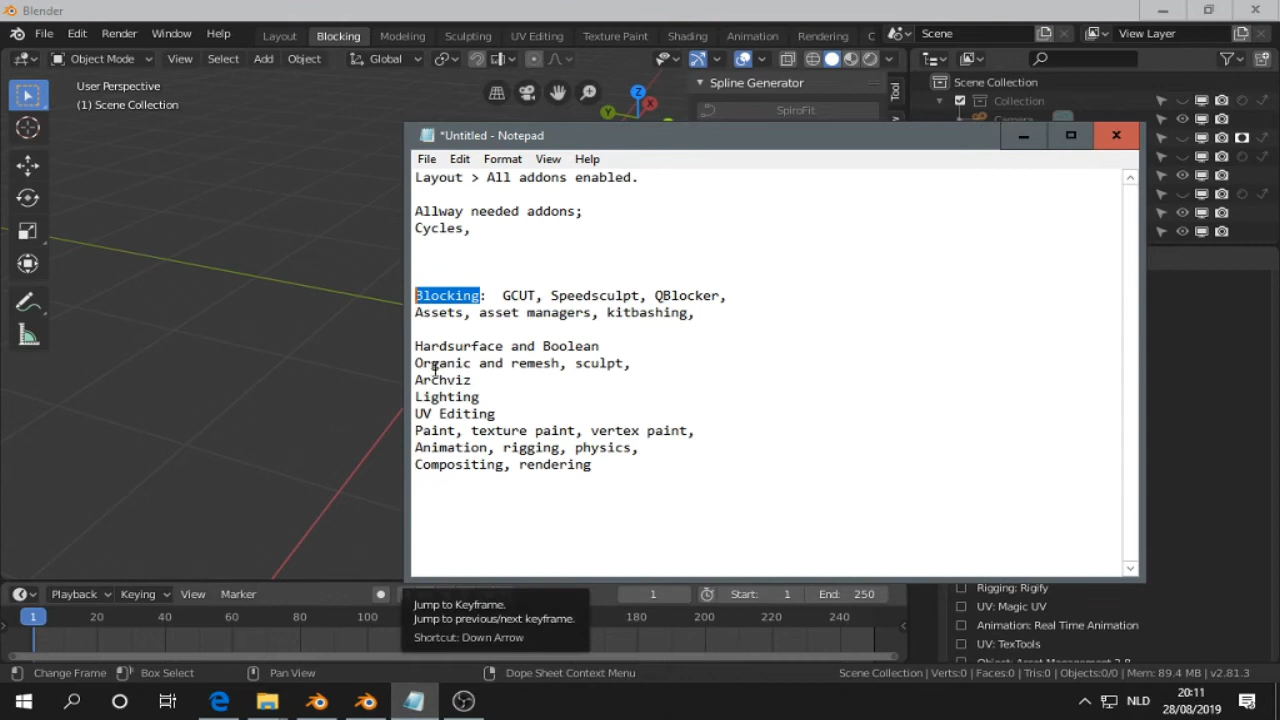 Blender
File Edit Render Window Help Layout Blocking Modeling Sculpting UV Editing Texture Paint Shading Animation Rendering C Scene View Layer
Object Mode View Select Add Object Global
User Perspective
(1) Scene Collection
Spline Generator
SpiroFit
Tool
Z
X
Y
Scene Collection
Collection
Camera
*Untitled - Notepad
File Edit Format View Help
Layout > All addons enabled.
Allway needed addons;
Cycles,
Blocking:  GCUT, Speedsculpt, QBlocker,
Assets, asset managers, kitbashing,
Hardsurface and Boolean
Organic and remesh, sculpt,
Archviz
Lighting
UV Editing
Paint, texture paint, vertex paint,
Animation, rigging, physics,
Compositing, rendering
Rigging: Rigify
UV: Magic UV
Animation: Real Time Animation
UV: TexTools
Object: Asset Management 2.8
Playback Keying View Marker 1 Start: 1 End: 250
1 20 40 60 80 100 180 200 220 240
Jump to Keyframe.
Jump to previous/next keyframe.
Shortcut: Down Arrow
Change Frame Box Select Pan View Dope Sheet Context Menu Scene Collection | Verts:0 | Faces:0 | Tris:0 | Objects:0/0 | Mem: 89.4 MB | v2.81.3
NLD
20:11
28/08/2019